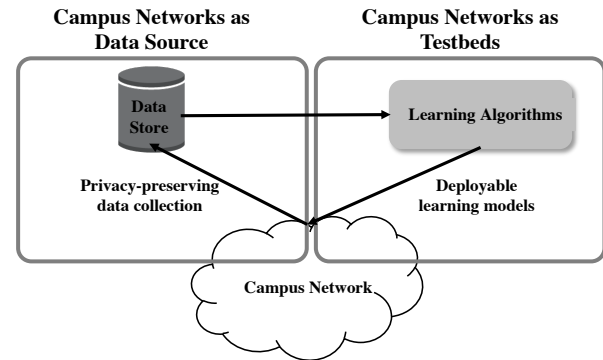 Campus Networks as
Data Source
Campus Networks as
Testbeds
Data
Store
Learning Algorithms
Privacy-preserving
data collection
Deployable
learning models
Campus Network